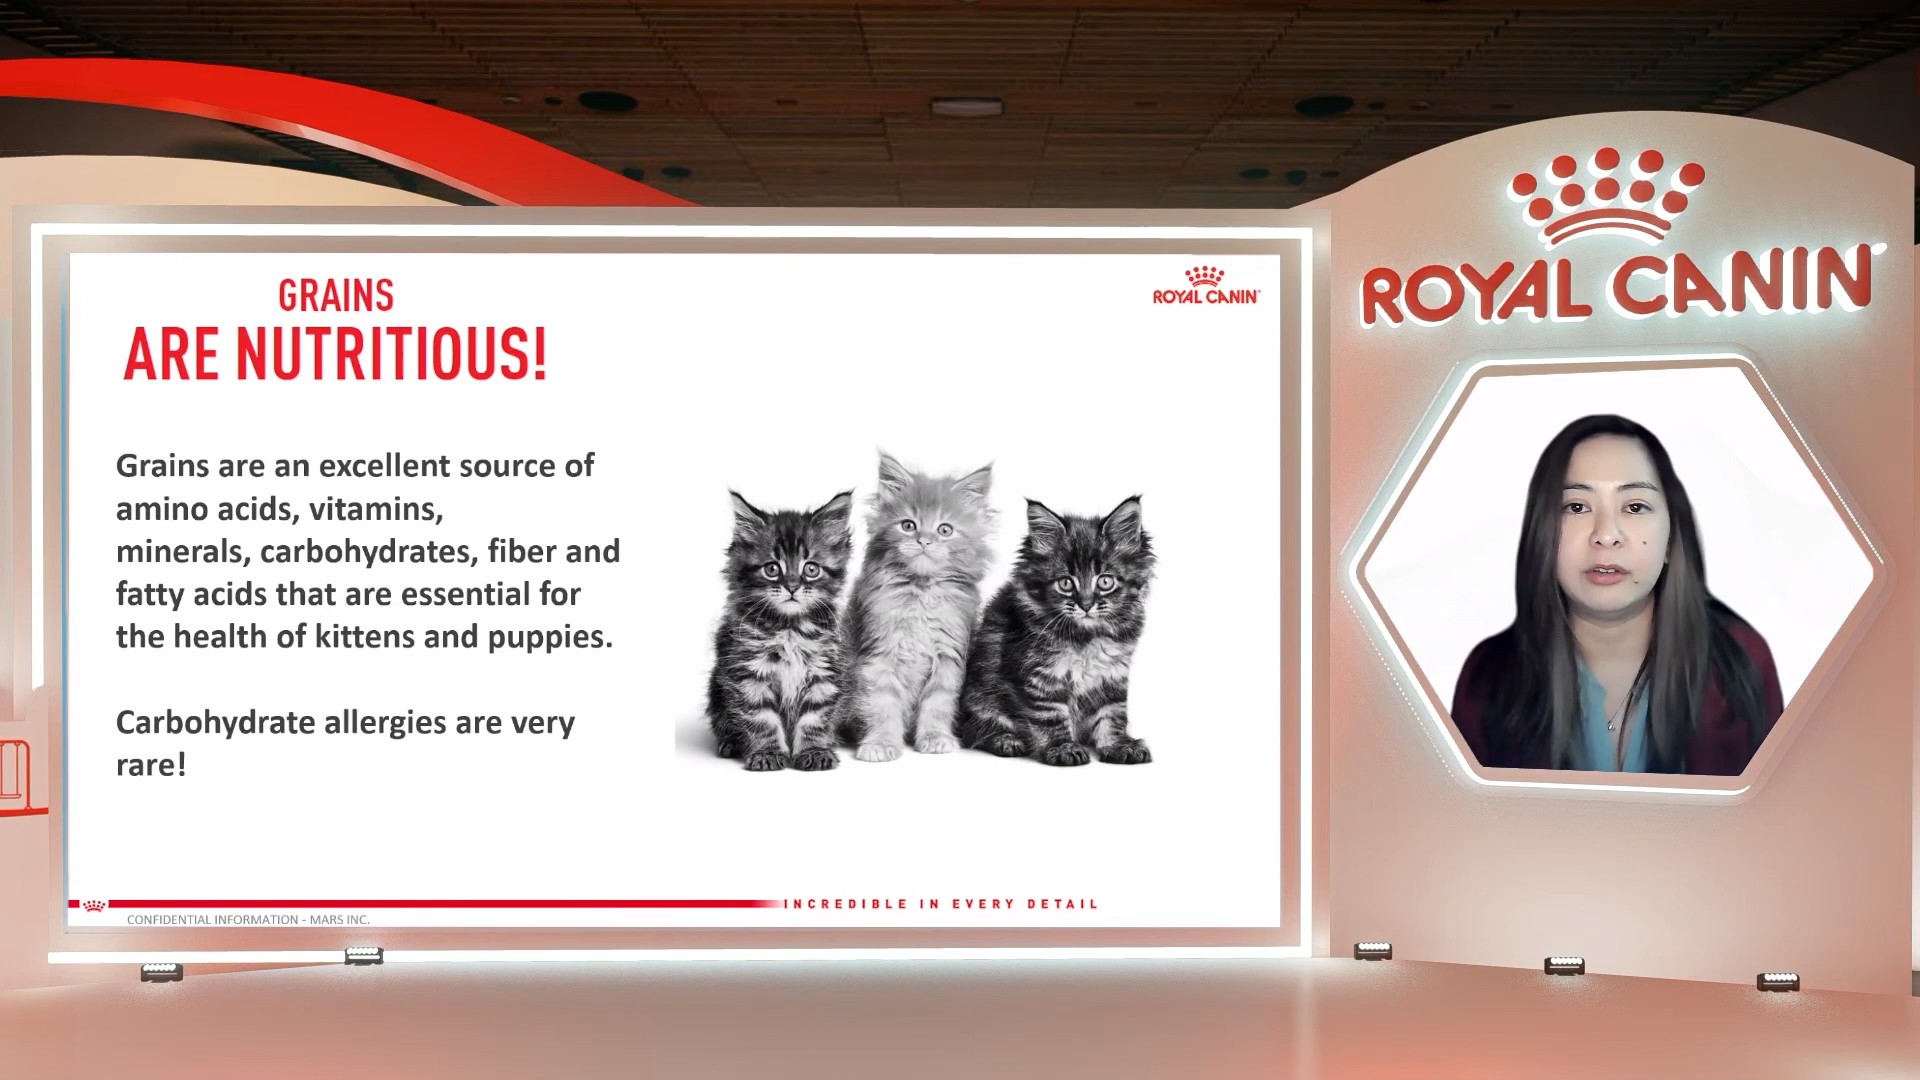 GRAINS
ARE NUTRITIOUS!
ROYAL CANIN
Grains are an excellent source of
amino acids, vitamins,
minerals, carbohydrates, fiber and
fatty acids that are essential for
the health of kittens and puppies.
Carbohydrate allergies are very
rare!
INCREDIBLE IN EVERY DETAIL
CONFIDENTIAL INFORMATION - MARS INC.
ROYAL CANIN